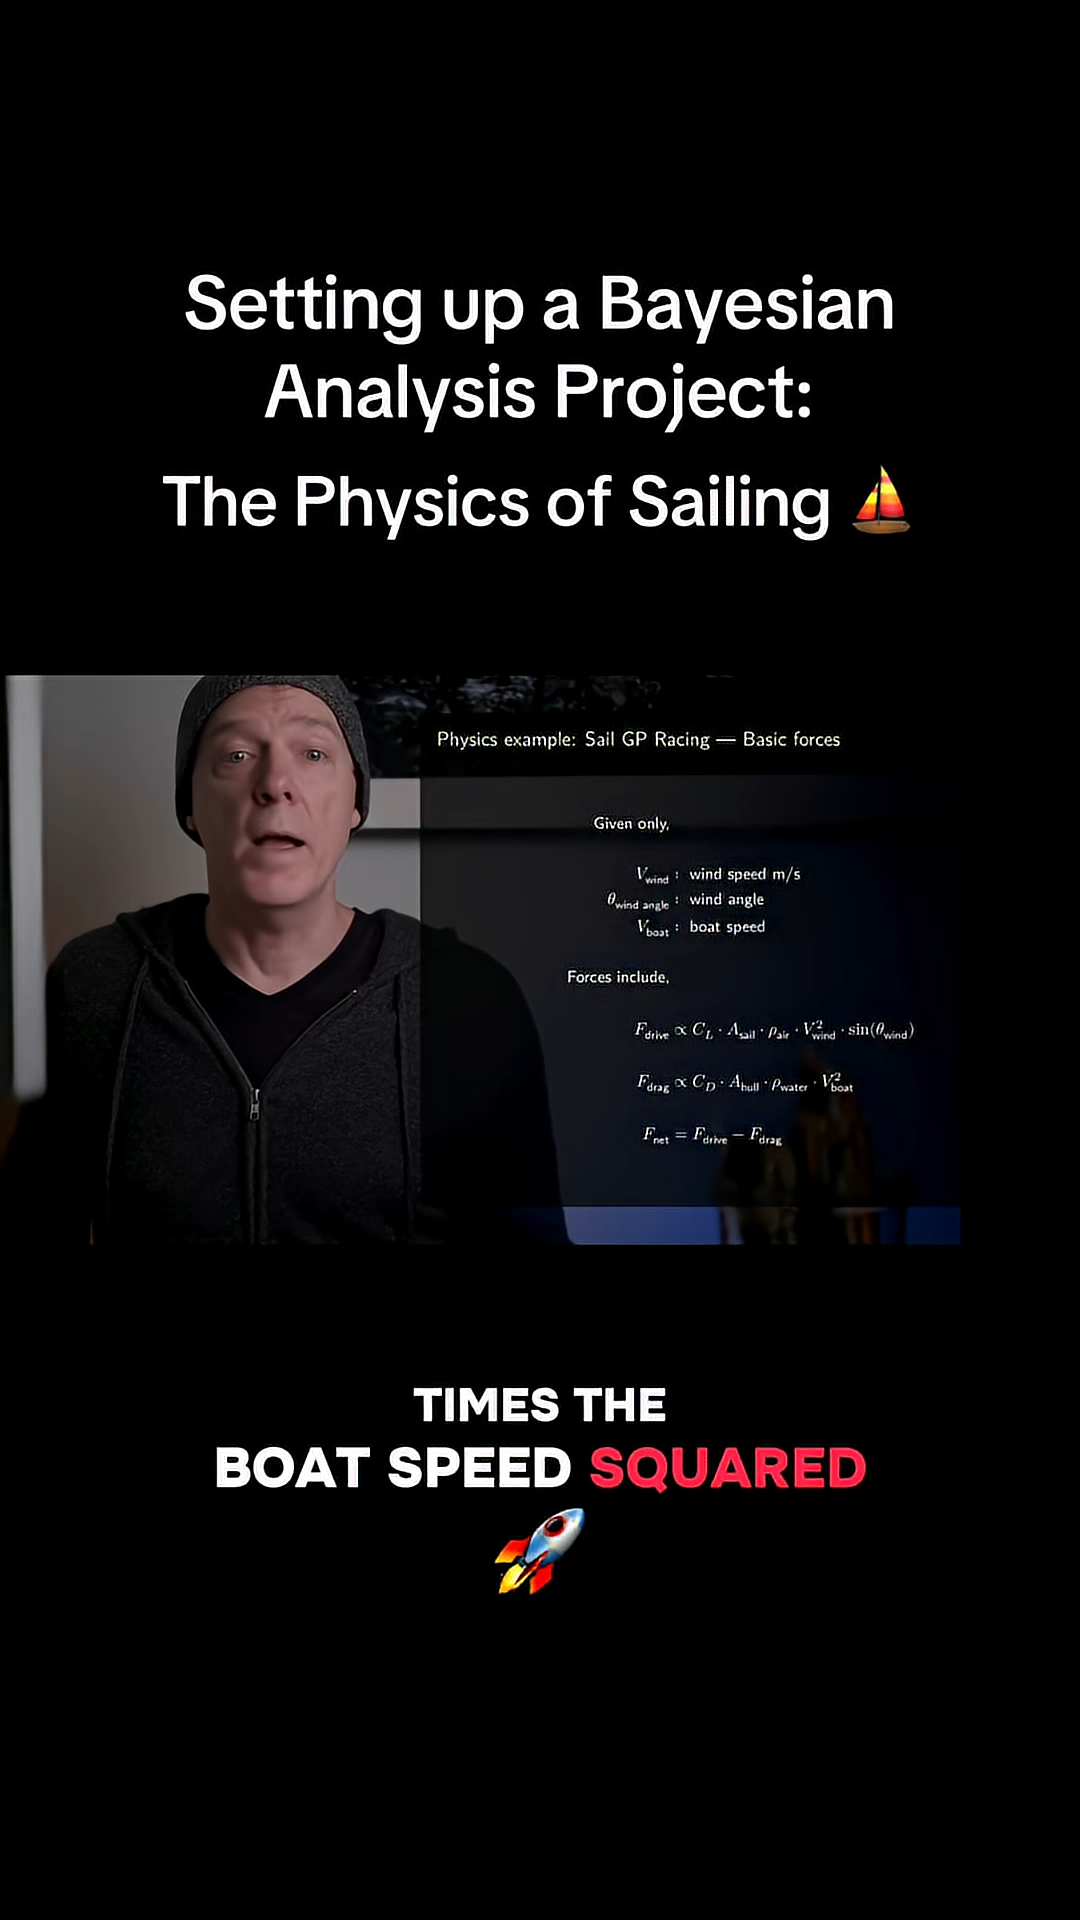 Setting up a Bayesian
Analysis Project:
The Physics of Sailing ⛵
Physics example: Sail GP Racing — Basic forces
Given only,
V_wind : wind speed m/s
θ_wind angle : wind angle
V_boat : boat speed
Forces include,
F_drive ∝ C_L · A_sail · ρ_air · V²_wind · sin(θ_wind)
F_drag ∝ C_D · A_hull · ρ_water · V²_boat
F_net = F_drive − F_drag
TIMES THE
BOAT SPEED SQUARED
🚀